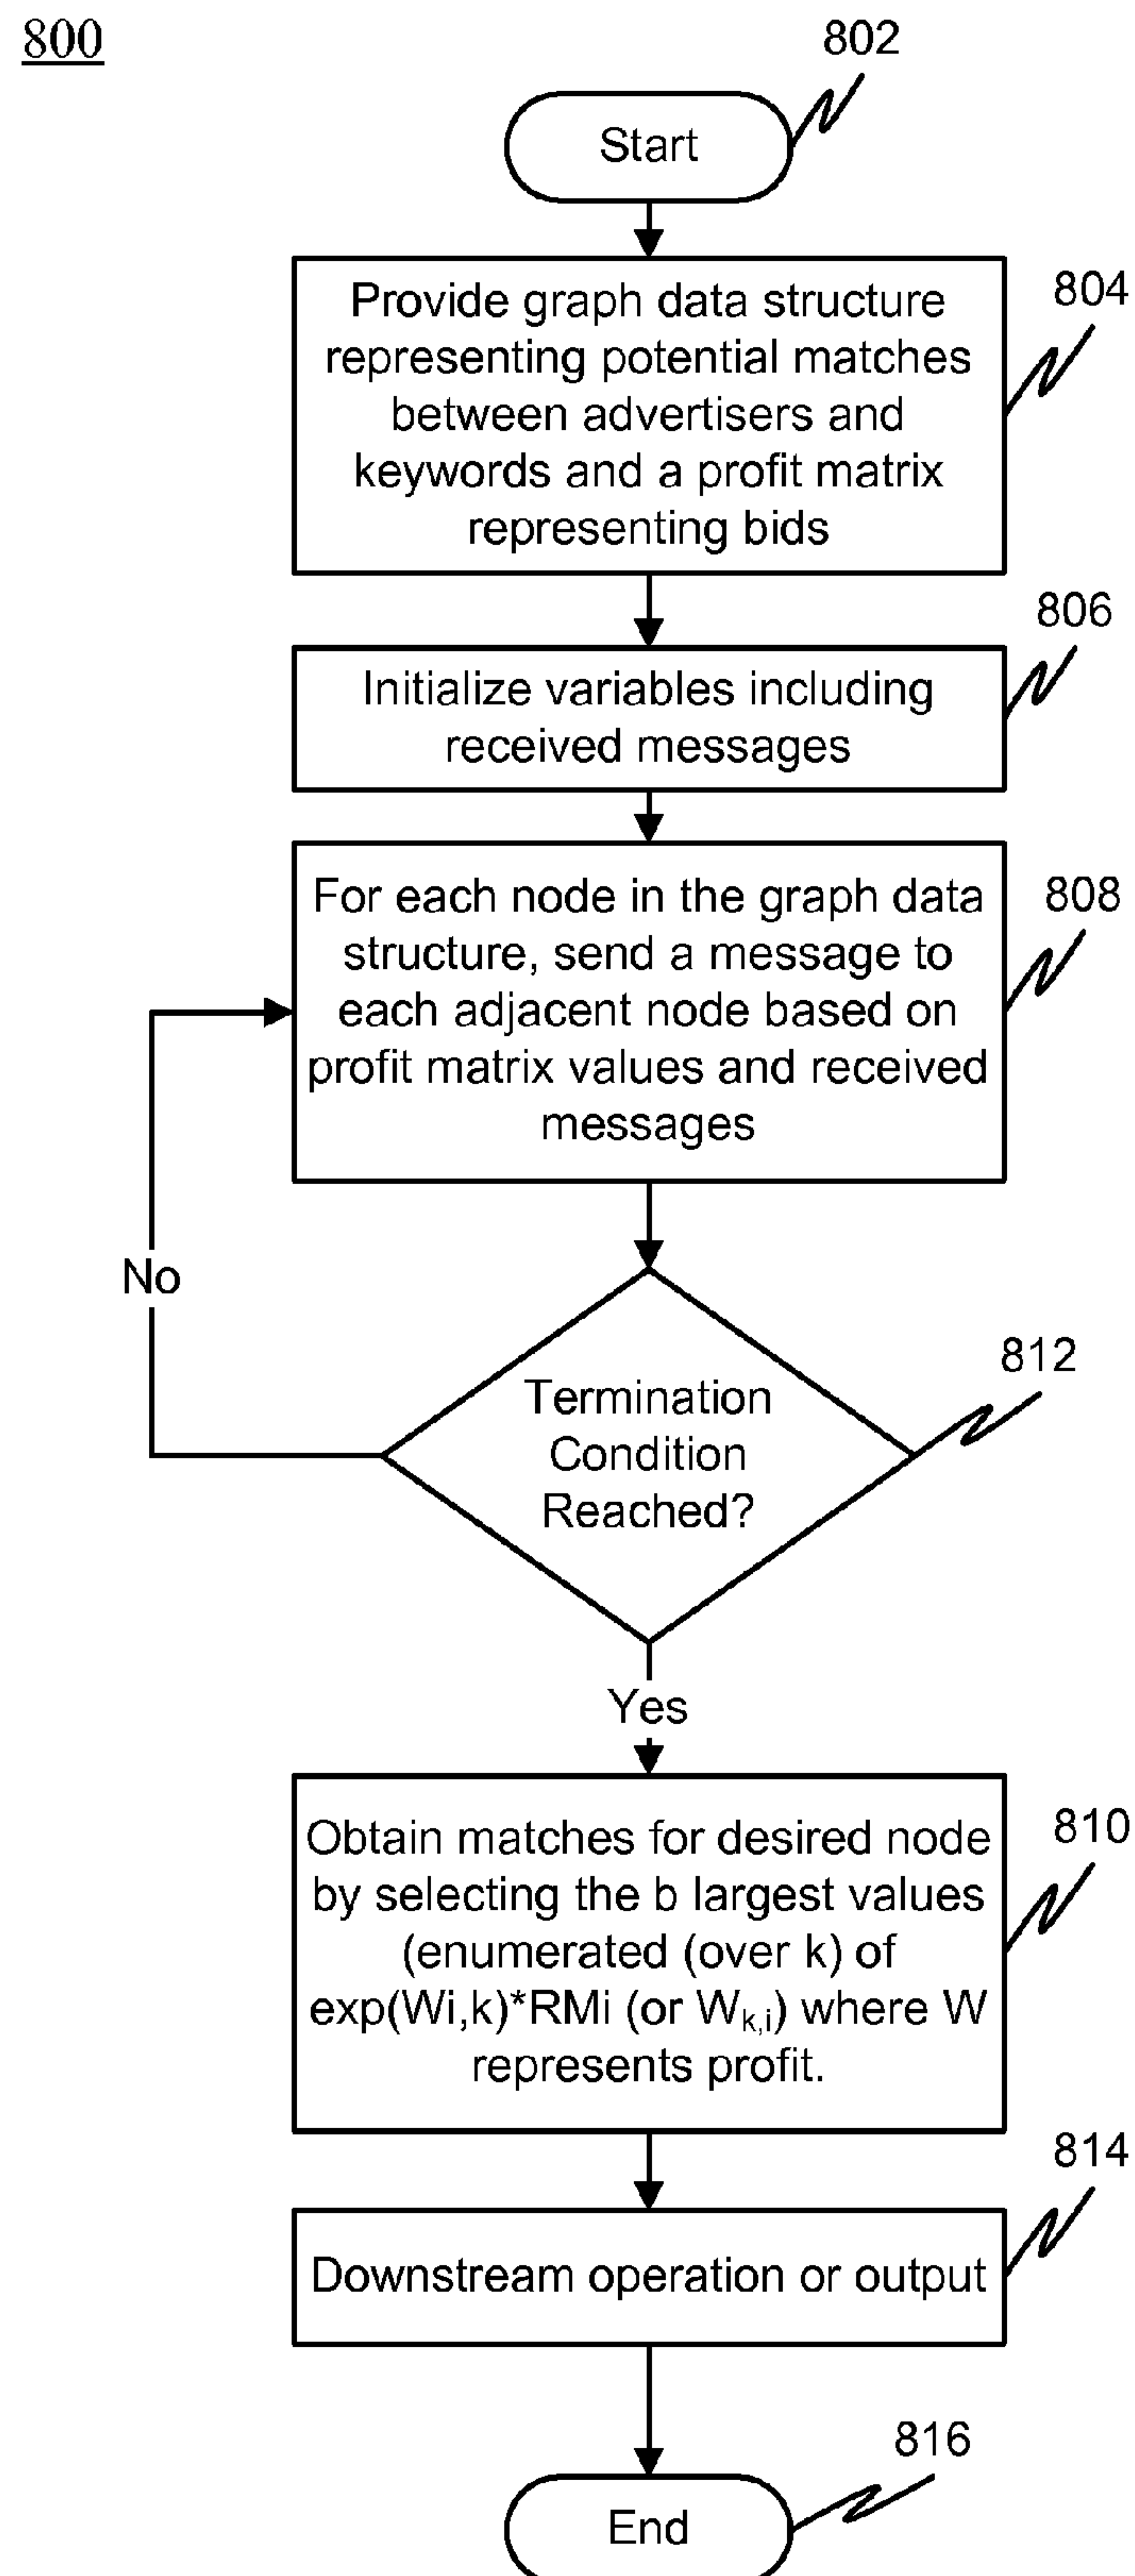 800
802
Start
804
Provide graph data structure
representing potential matches
between advertisers and
keywords and a profit matrix
representing bids
806
Initialize variables including
received messages
808
For each node in the graph data
structure, send a message to
each adjacent node based on
profit matrix values and received
messages
No
812
Termination
Condition
Reached?
Yes
810
Obtain matches for desired node
by selecting the b largest values
(enumerated (over k) of
exp(Wi,k)*RMi (or Wk,i) where W
represents profit.
814
Downstream operation or output
816
End